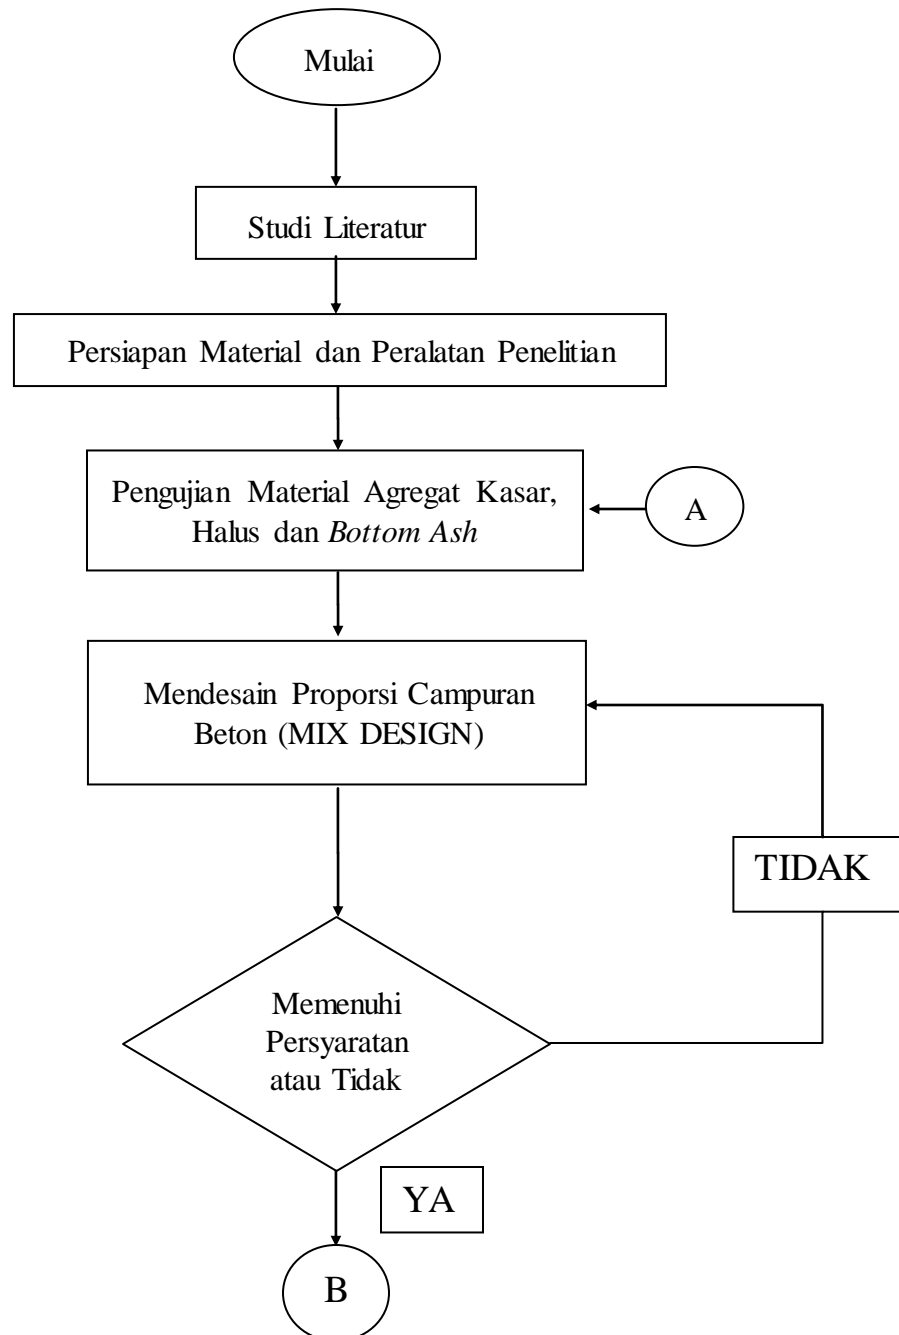 Mulai
Studi Literatur
Persiapan Material dan Peralatan Penelitian
Pengujian Material Agregat Kasar,
Halus dan Bottom Ash
A
Mendesain Proporsi Campuran
Beton (MIX DESIGN)
TIDAK
Memenuhi
Persyaratan
atau Tidak
YA
B